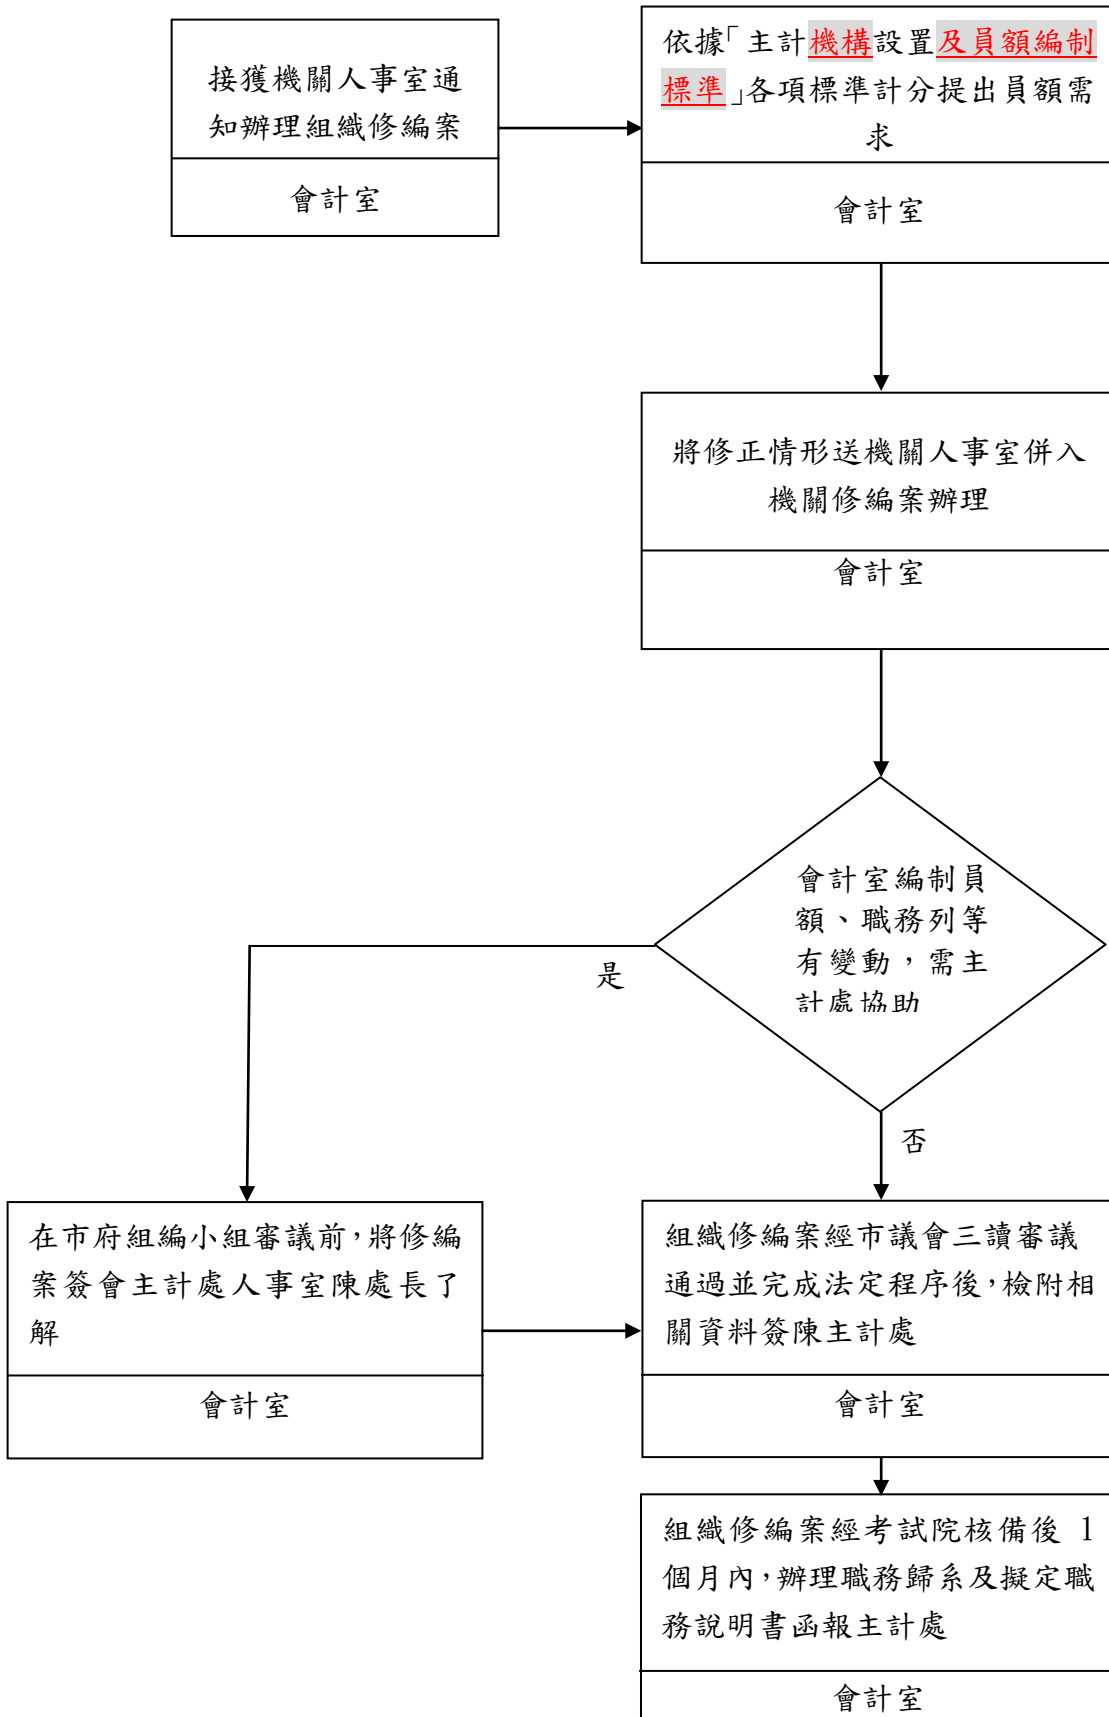 接獲機關人事室通
知辦理組織修編案
會計室
依據「主計機構設置及員額編制
標準」各項標準計分提出員額需
求
會計室
將修正情形送機關人事室併入
機關修編案辦理
會計室
會計室編制員
額、職務列等
有變動，需主
計處協助
是
否
在市府組編小組審議前，將修編
案簽會主計處人事室陳處長了
解
會計室
組織修編案經市議會三讀審議
通過並完成法定程序後，檢附相
關資料簽陳主計處
會計室
組織修編案經考試院核備後 1
個月內，辦理職務歸系及擬定職
務說明書函報主計處
會計室